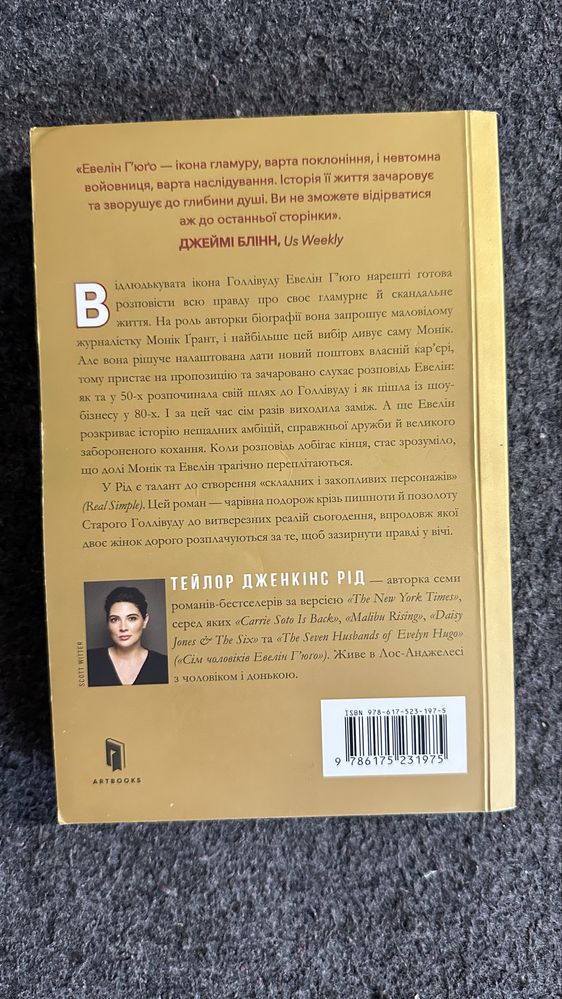 «Евелін Г'юґо — ікона гламуру, варта поклоніння, і невтомна
войовниця, варта наслідування. Історія її життя зачаровує
та зворушує до глибини душі. Ви не зможете відірватися
аж до останньої сторінки».
ДЖЕЙМІ БЛІНН, Us Weekly
Відлюдькувата ікона Голлівуду Евелін Г'юґо нарешті готова
розповісти всю правду про своє гламурне й скандальне
життя. На роль авторки біографії вона запрошує маловідому
журналістку Монік Ґрант, і найбільше цей вибір дивує саму Монік.
Але вона рішуче налаштована дати новий поштовх власній кар'єрі,
тому пристає на пропозицію та зачаровано слухає розповідь Евелін:
як та у 50-х розпочинала свій шлях до Голлівуду і як пішла із шоу-
бізнесу у 80-х. І за цей час сім разів виходила заміж. А ще Евелін
розкриває історію нещадних амбіцій, справжньої дружби й великого
забороненого кохання. Коли розповідь добігає кінця, стає зрозуміло,
що долі Монік та Евелін трагічно переплітаються.
У Рід є талант до створення «складних і захопливих персонажів»
(Real Simple). Цей роман — чарівна подорож крізь пишноти й позолоту
Старого Голлівуду до витверезних реалій сьогодення, впродовж якої
двоє жінок дорого розплачуються за те, щоб зазирнути правді у вічі.
ТЕЙЛОР ДЖЕНКІНС РІД — авторка семи
романів-бестселерів за версією «The New York Times»,
серед яких «Carrie Soto Is Back», «Malibu Rising», «Daisy
Jones & The Six» та «The Seven Husbands of Evelyn Hugo»
(«Сім чоловіків Евелін Г'юґо»). Живе в Лос-Анджелесі
з чоловіком і донькою.
SCOTT WITTER
ISBN 978-617-523-197-5
9 786175 231975
ARTBOOKS